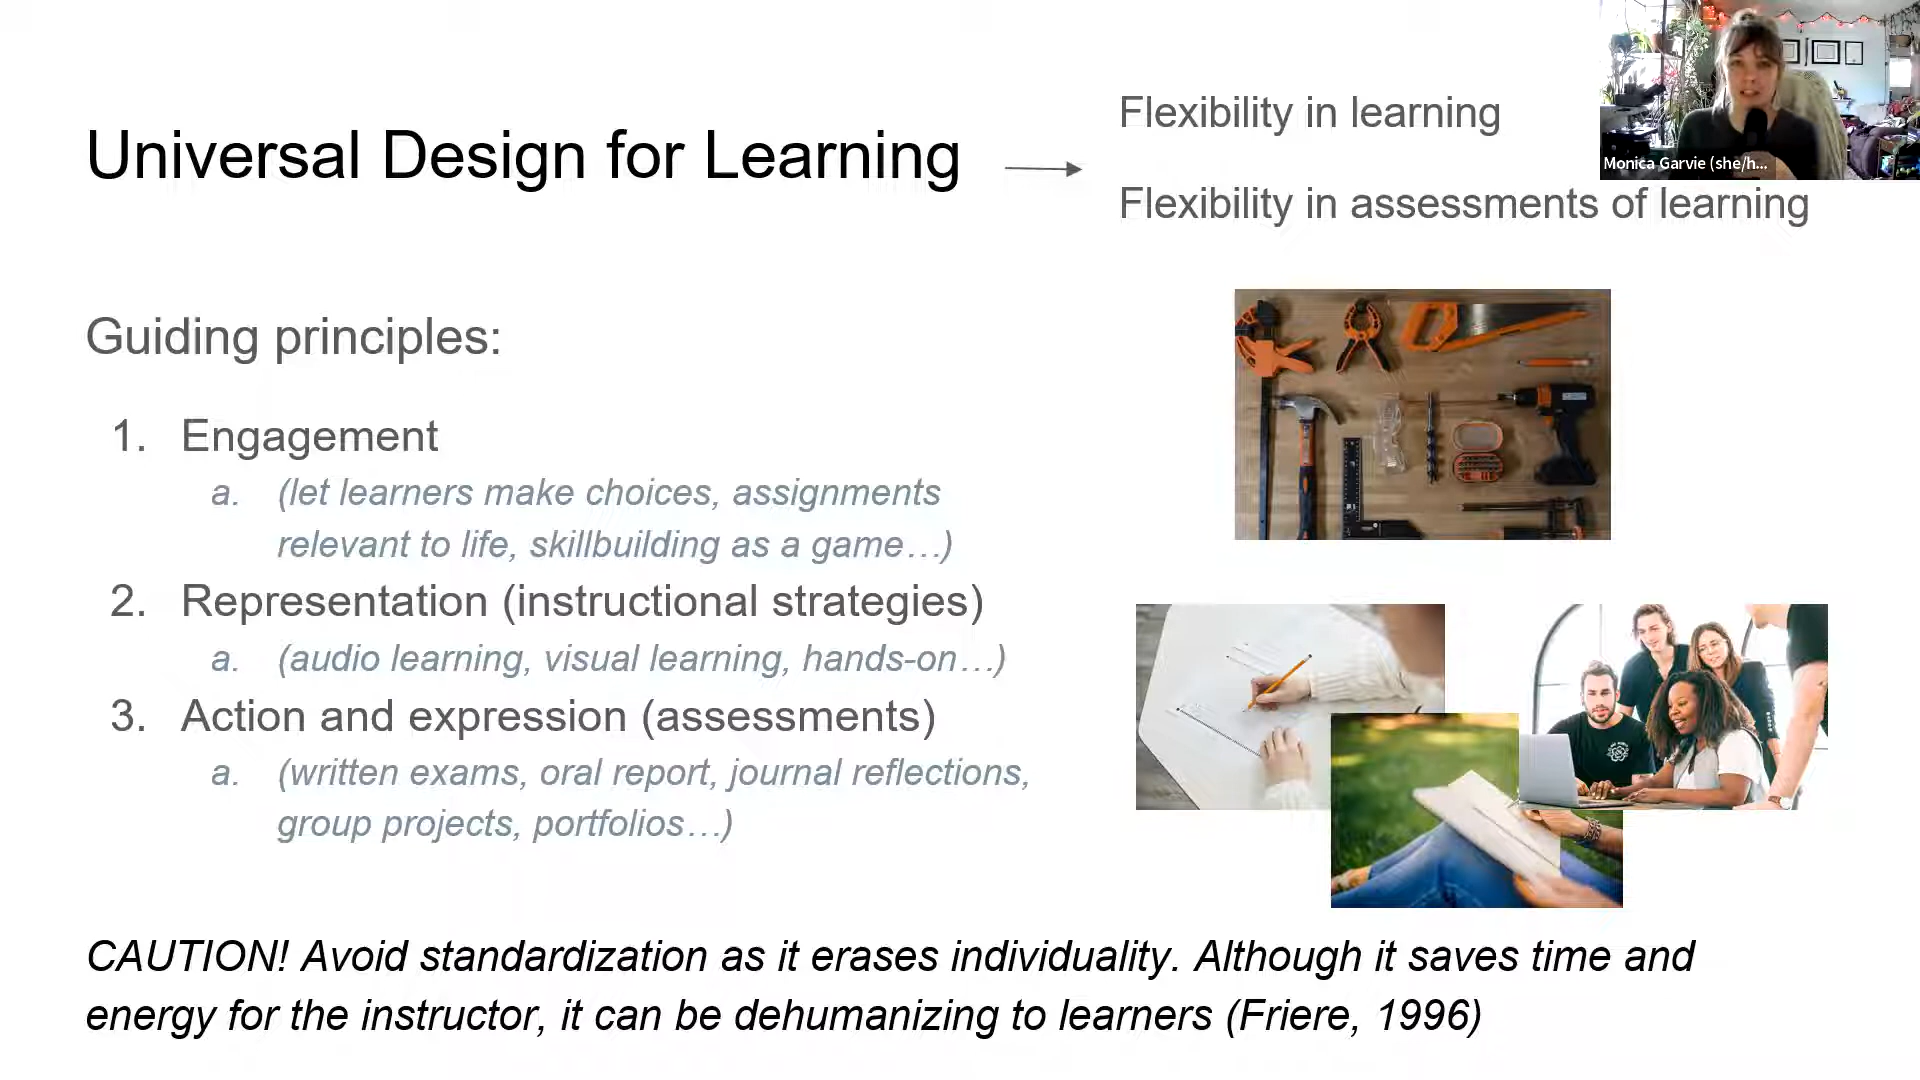 Universal Design for Learning
Flexibility in learning
Flexibility in assessments of learning
Monica Garvie (she/h...
Guiding principles:
1. Engagement
a. (let learners make choices, assignments
relevant to life, skillbuilding as a game…)
2. Representation (instructional strategies)
a. (audio learning, visual learning, hands-on…)
3. Action and expression (assessments)
a. (written exams, oral report, journal reflections,
group projects, portfolios…)
CAUTION! Avoid standardization as it erases individuality. Although it saves time and
energy for the instructor, it can be dehumanizing to learners (Friere, 1996)